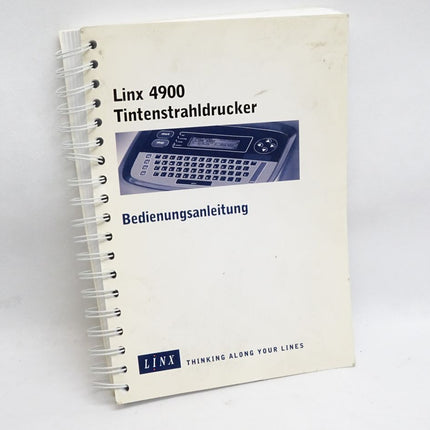 Linx 4900
Tintenstrahldrucker
Bedienungsanleitung
LINX THINKING ALONG YOUR LINES